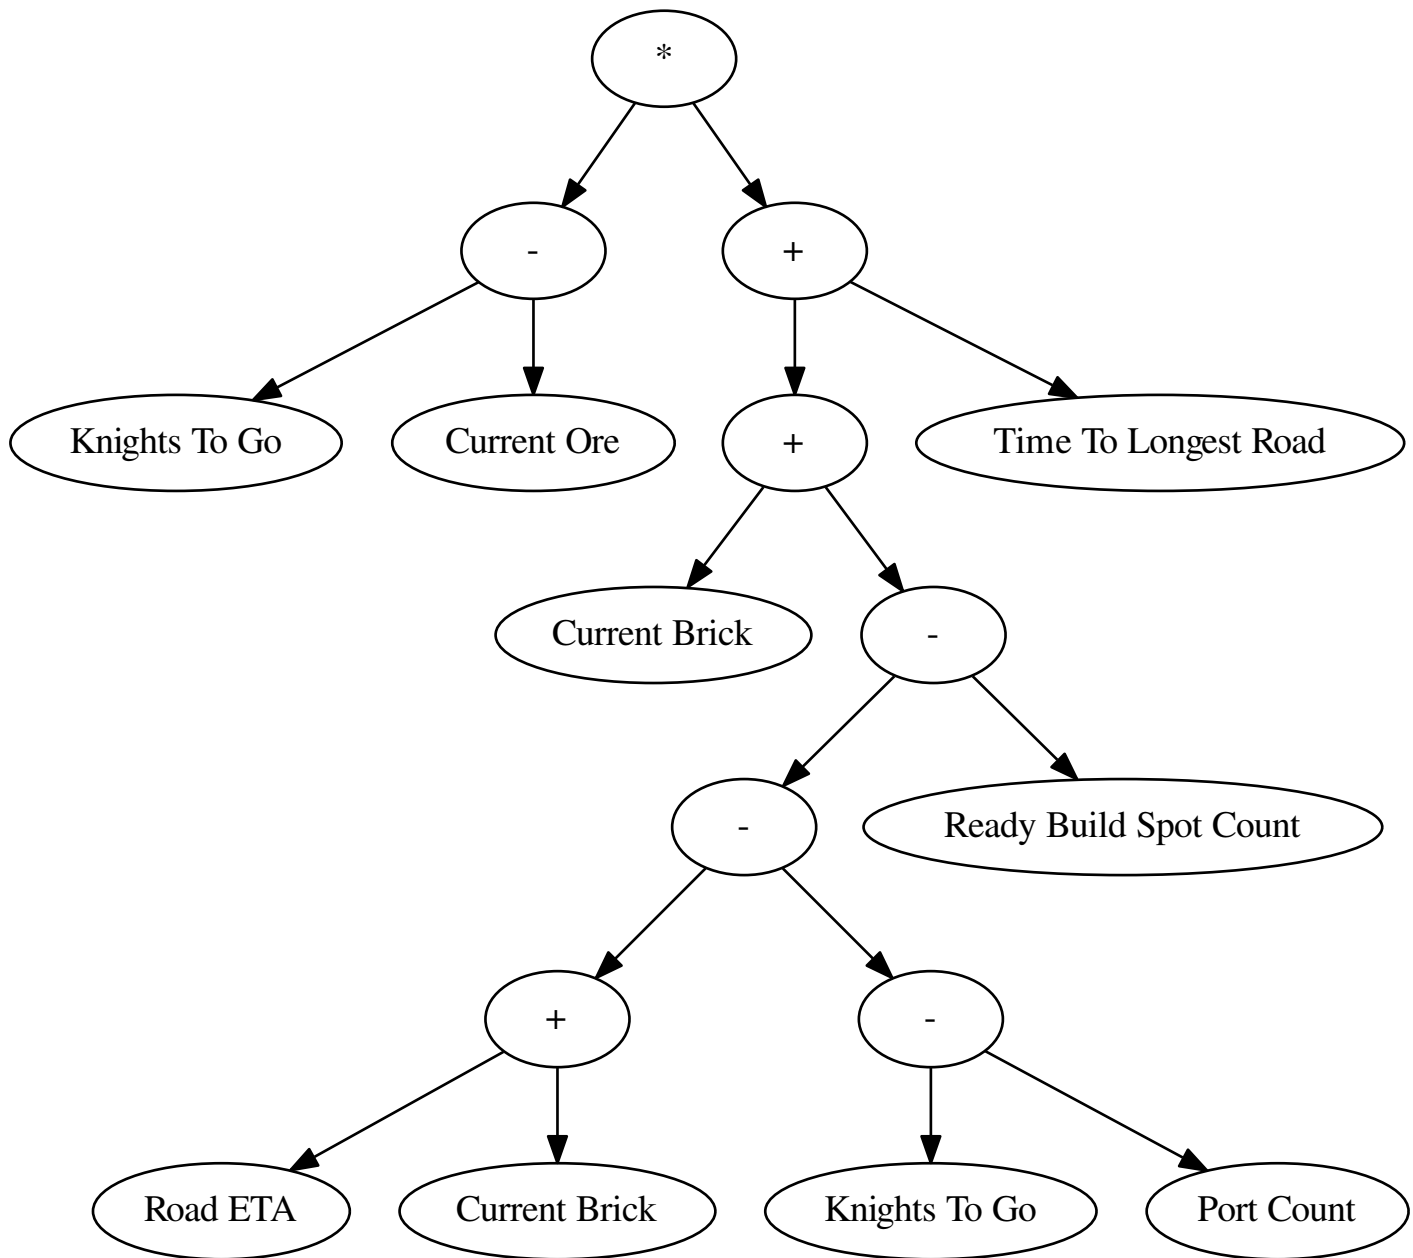 *
-
+
Knights To Go
Current Ore
+
Time To Longest Road
Current Brick
-
-
Ready Build Spot Count
+
-
Road ETA
Current Brick
Knights To Go
Port Count